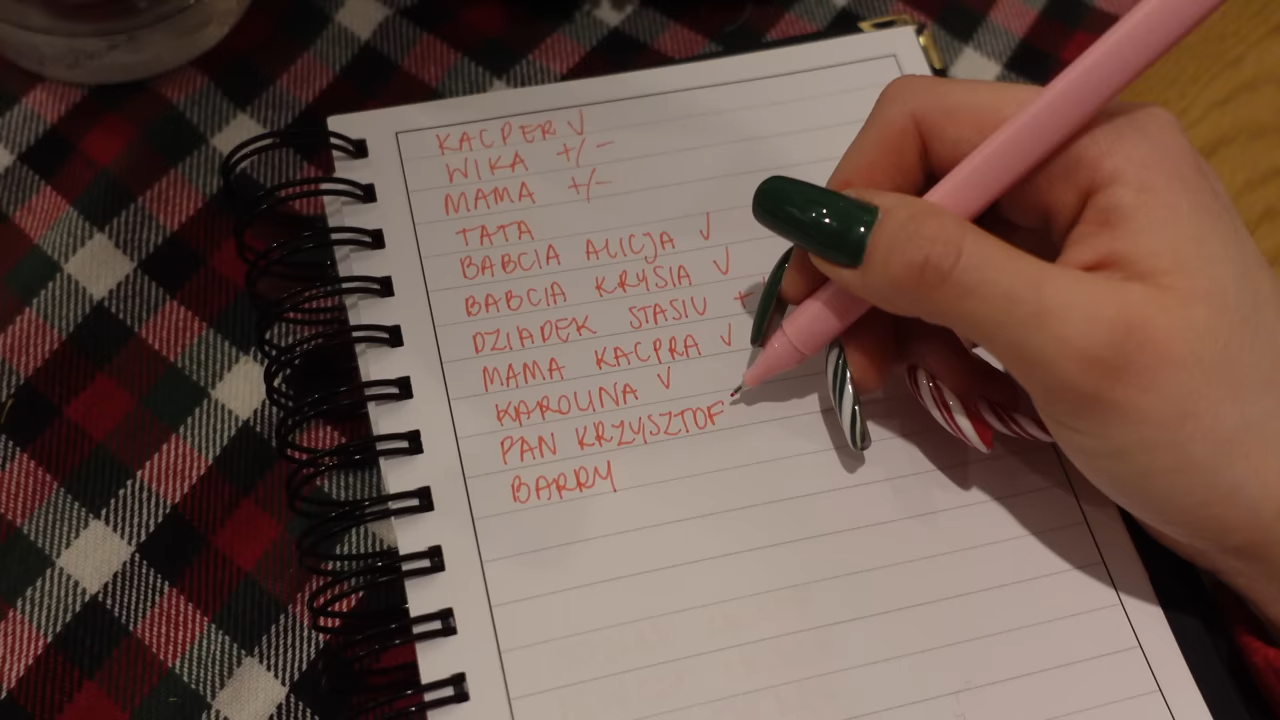 KACPER √
WIKA +/-
MAMA +/-
TATA
BABCIA ALICJA √
BABCIA KRYSIA √
DZIADEK STASIU +
MAMA KACPRA √
KAROLINA √
PAN KRZYSZTOF
BARRY